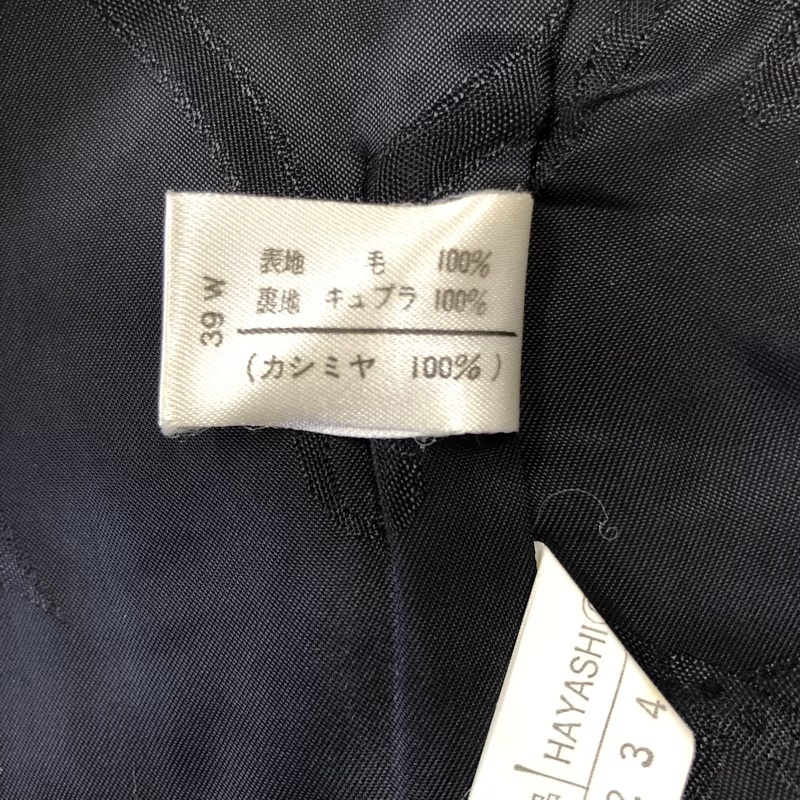 表地 毛 100%
裏地 キュプラ 100%
(カシミヤ 100%)
39 W
HAYASHI
2 3 4